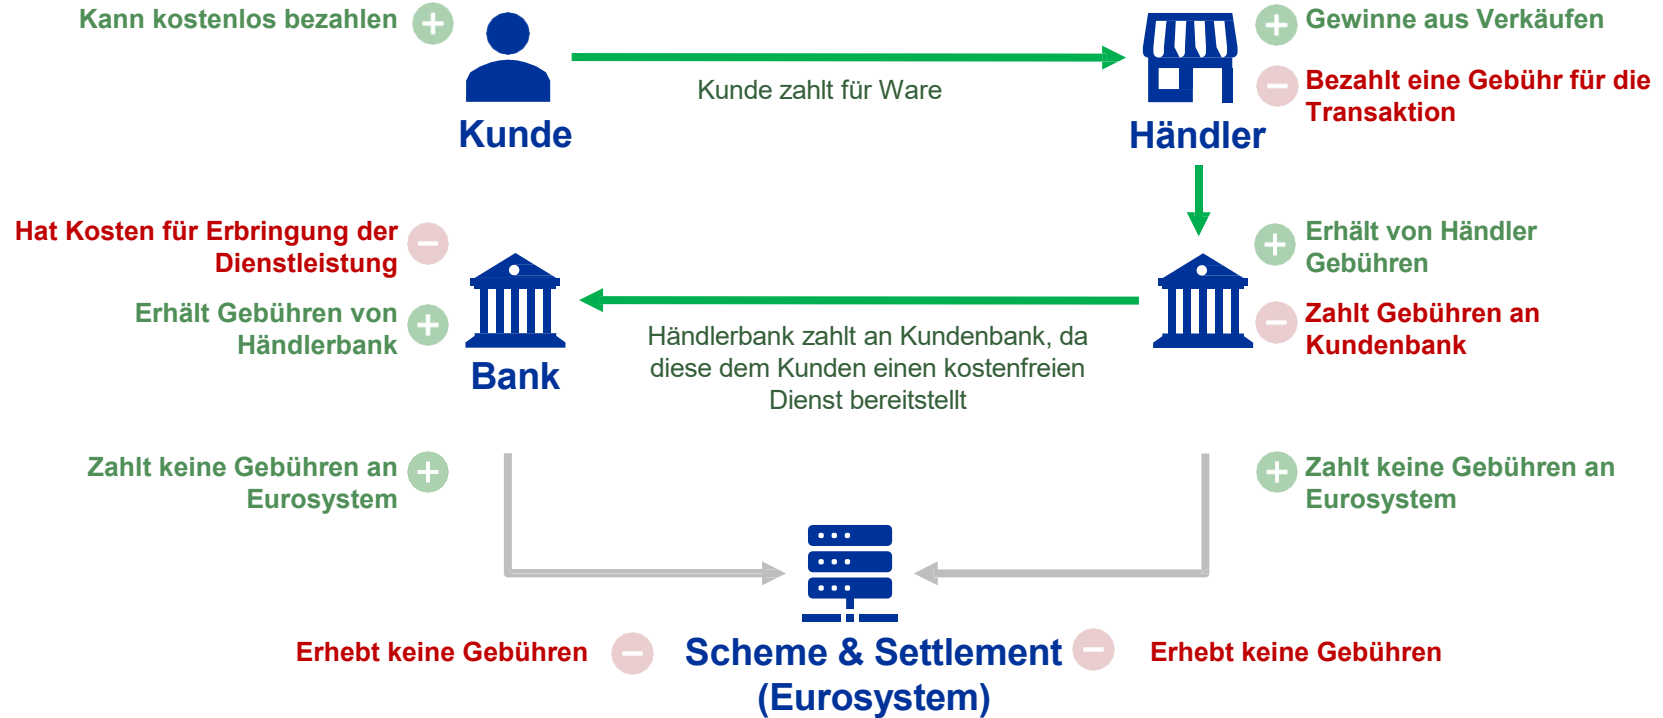 Kann kostenlos bezahlen
Kunde
Kunde zahlt für Ware
Händler
Gewinne aus Verkäufen
Bezahlt eine Gebühr für die
Transaktion
Hat Kosten für Erbringung der
Dienstleistung
Erhält Gebühren von
Händlerbank
Bank
Händlerbank zahlt an Kundenbank, da
diese dem Kunden einen kostenfreien
Dienst bereitstellt
Erhält von Händler
Gebühren
Zahlt Gebühren an
Kundenbank
Zahlt keine Gebühren an
Eurosystem
Zahlt keine Gebühren an
Eurosystem
Erhebt keine Gebühren
Scheme & Settlement
(Eurosystem)
Erhebt keine Gebühren